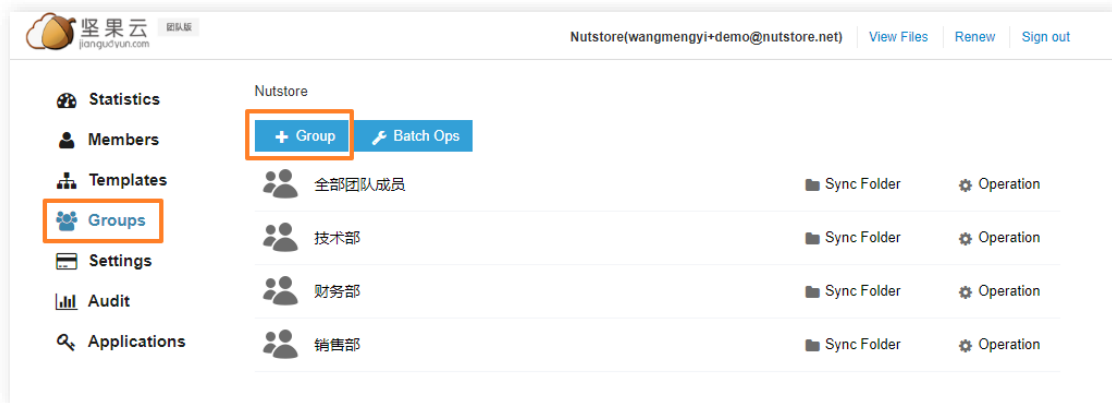 坚果云 团队版
jianguoyun.com
Nutstore(wangmengyi+demo@nutstore.net) View Files Renew Sign out
Statistics
Members
Templates
Groups
Settings
Audit
Applications
Nutstore
Group Batch Ops
全部团队成员 Sync Folder Operation
技术部 Sync Folder Operation
财务部 Sync Folder Operation
销售部 Sync Folder Operation